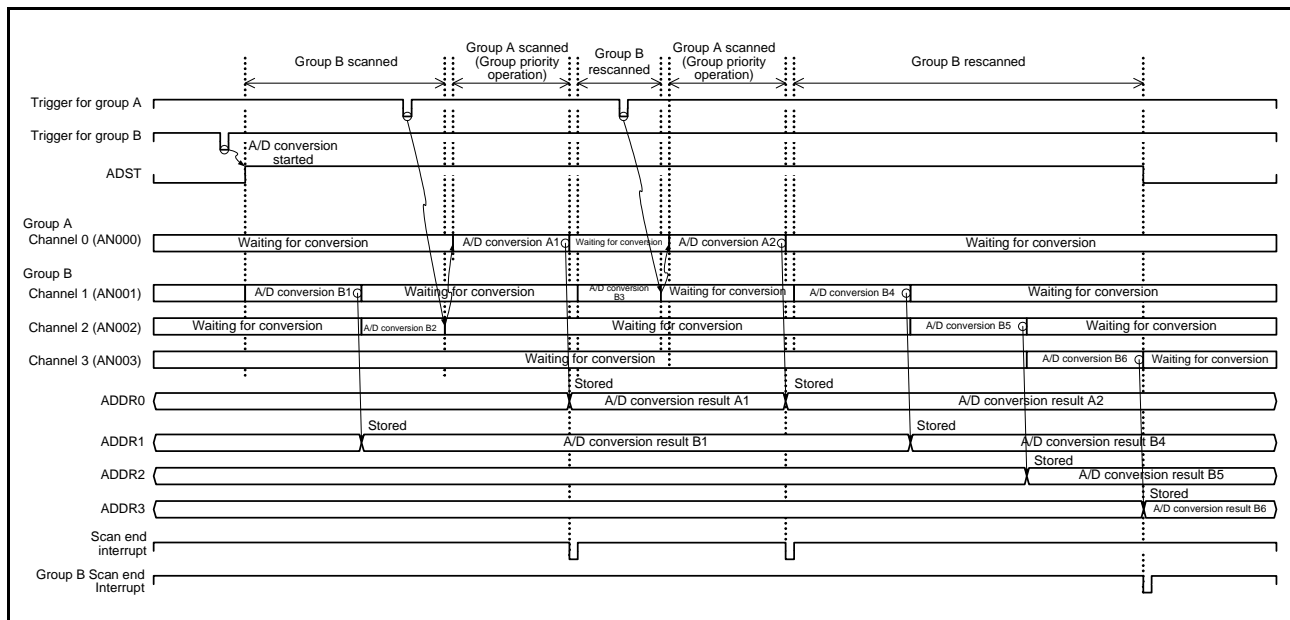 Group B scanned
Group A scanned
(Group priority
operation)
Group B
rescanned
Group A scanned
(Group priority
operation)
Group B rescanned
Trigger for group A
Trigger for group B
A/D conversion
started
ADST
Group A
Channel 0 (AN000)
Waiting for conversion
A/D conversion A1
Waiting for conversion
A/D conversion A2
Waiting for conversion
Group B
Channel 1 (AN001)
A/D conversion B1
Waiting for conversion
A/D conversion
B3
Waiting for conversion
A/D conversion B4
Waiting for conversion
Channel 2 (AN002)
Waiting for conversion
A/D conversion B2
Waiting for conversion
A/D conversion B5
Waiting for conversion
Channel 3 (AN003)
Waiting for conversion
A/D conversion B6
Waiting for conversion
ADDR0
Stored
A/D conversion result A1
Stored
A/D conversion result A2
ADDR1
Stored
A/D conversion result B1
Stored
A/D conversion result B4
ADDR2
Stored
A/D conversion result B5
ADDR3
Stored
A/D conversion result B6
Scan end
interrupt
Group B Scan end
Interrupt